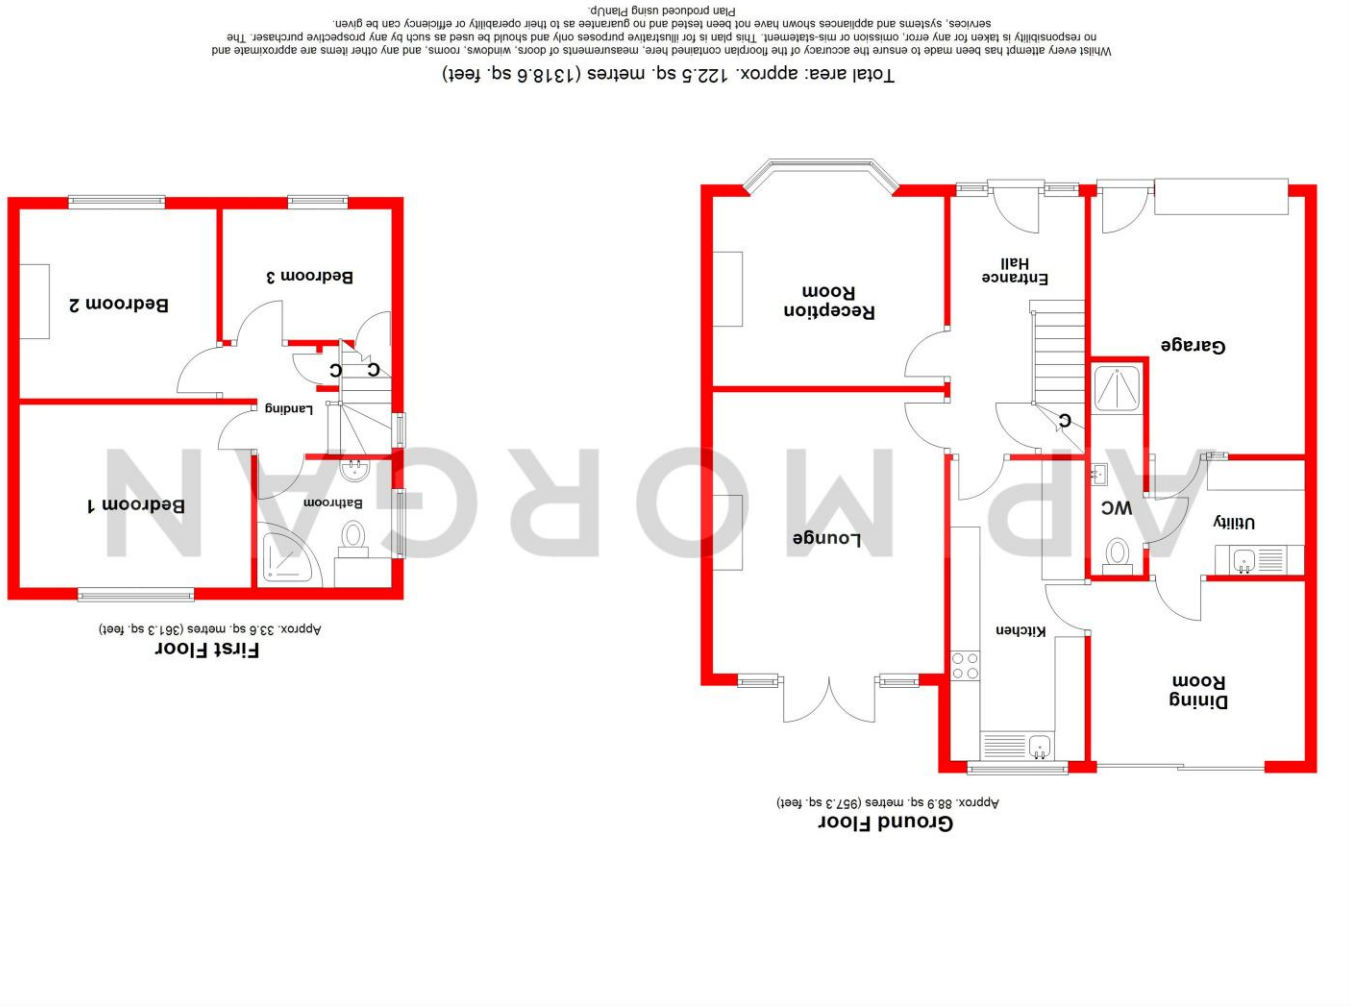 Ground Floor
Approx. 88.9 sq. metres (957.3 sq. feet)
Dining
Room
Kitchen
Utility
WC
Lounge
C
Garage
Reception
Room
Entrance
Hall
First Floor
Approx. 33.6 sq. metres (361.3 sq. feet)
Bathroom
Bedroom 1
Landing
C
C
Bedroom 2
Bedroom 3
AP MORGAN
Total area: approx. 122.5 sq. metres (1318.6 sq. feet)
Whilst every attempt has been made to ensure the accuracy of the floorplan contained here, measurements of doors, windows, rooms, and any other items are approximate and
no responsibility is taken for any error, omission or mis-statement. This plan is for illustrative purposes only and should be used as such by any prospective purchaser. The
services, systems and appliances shown have not been tested and no guarantee as to their operability or efficiency can be given.
Plan produced using PlanUp.